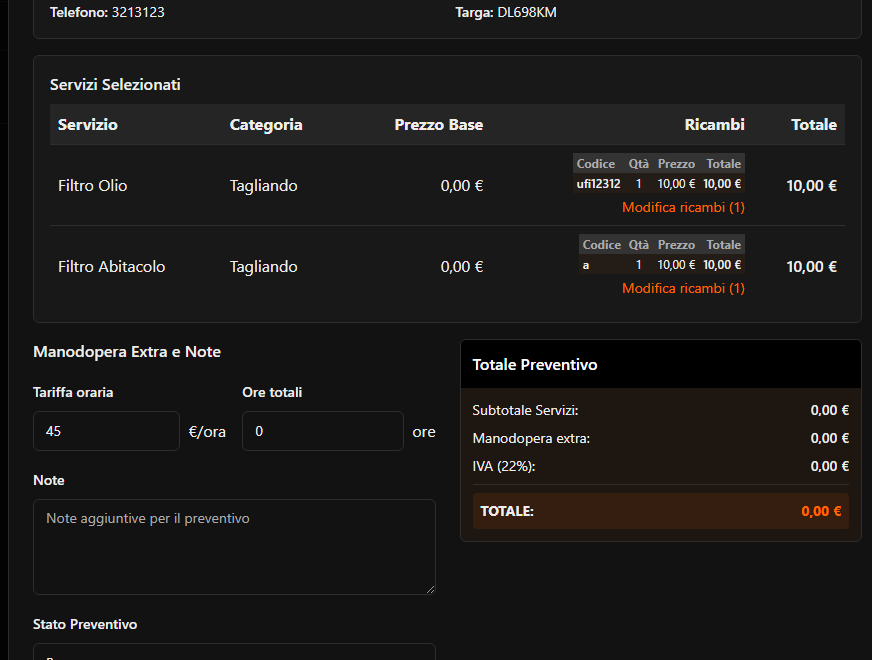 Telefono: 3213123
Targa: DL698KM
Servizi Selezionati
Servizio Categoria Prezzo Base Ricambi Totale
Codice Qtà Prezzo Totale
Filtro Olio Tagliando 0,00 € ufi12312 1 10,00 € 10,00 € 10,00 €
Modifica ricambi (1)
Codice Qtà Prezzo Totale
Filtro Abitacolo Tagliando 0,00 € a 1 10,00 € 10,00 € 10,00 €
Modifica ricambi (1)
Manodopera Extra e Note
Tariffa oraria Ore totali
45 €/ora 0 ore
Note
Note aggiuntive per il preventivo
Stato Preventivo
Totale Preventivo
Subtotale Servizi: 0,00 €
Manodopera extra: 0,00 €
IVA (22%): 0,00 €
TOTALE: 0,00 €